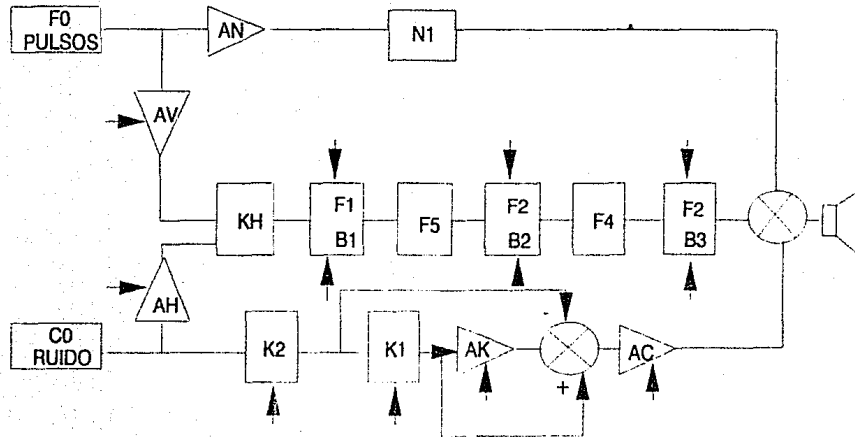 F0
PULSOS
AN
N1
AV
KH
F1
B1
F5
F2
B2
F4
F2
B3
AH
C0
RUIDO
K2
K1
AK
-
+
AC